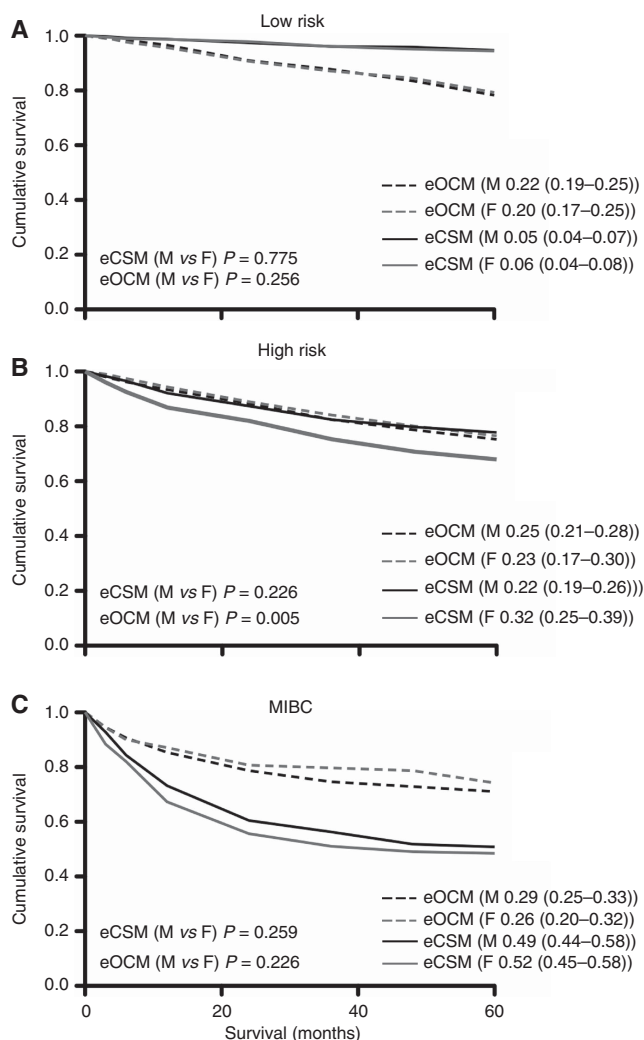 A
Low risk
Cumulative survival
1.0
0.8
0.6
0.4
0.2
0.0
eOCM (M 0.22 (0.19–0.25))
eOCM (F 0.20 (0.17–0.25))
eCSM (M 0.05 (0.04–0.07))
eCSM (F 0.06 (0.04–0.08))
eCSM (M vs F) P = 0.775
eOCM (M vs F) P = 0.256
B
High risk
Cumulative survival
1.0
0.8
0.6
0.4
0.2
0.0
eOCM (M 0.25 (0.21–0.28))
eOCM (F 0.23 (0.17–0.30))
eCSM (M 0.22 (0.19–0.26)))
eCSM (F 0.32 (0.25–0.39))
eCSM (M vs F) P = 0.226
eOCM (M vs F) P = 0.005
C
MIBC
Cumulative survival
1.0
0.8
0.6
0.4
0.2
0.0
eOCM (M 0.29 (0.25–0.33))
eOCM (F 0.26 (0.20–0.32))
eCSM (M 0.49 (0.44–0.58))
eCSM (F 0.52 (0.45–0.58))
eCSM (M vs F) P = 0.259
eOCM (M vs F) P = 0.226
0 20 40 60
Survival (months)